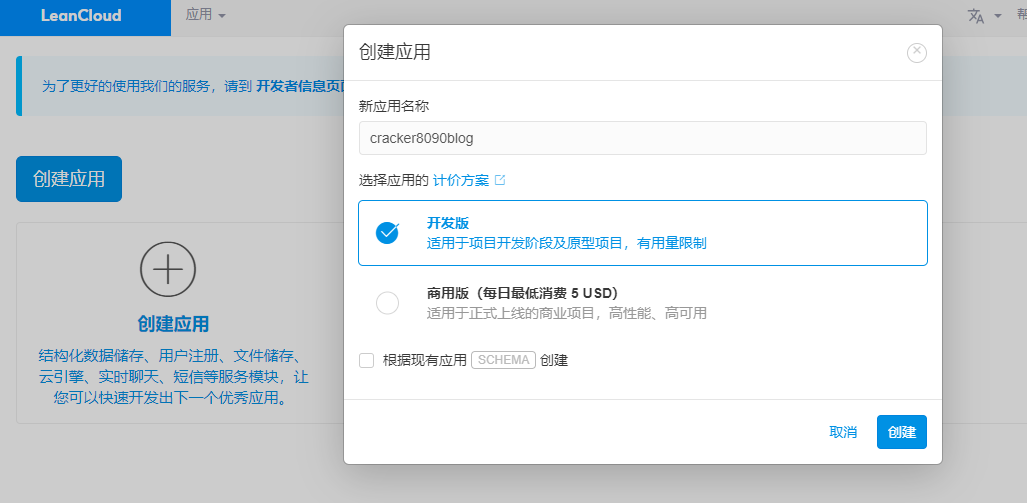 LeanCloud
应用
创建应用
为了更好的使用我们的服务，请到 开发者信息页
新应用名称
cracker8090blog
选择应用的 计价方案
创建应用
开发版
适用于项目开发阶段及原型项目，有用量限制
商用版（每日最低消费 5 USD）
适用于正式上线的商业项目，高性能、高可用
创建应用
结构化数据储存、用户注册、文件储存、
云引擎、实时聊天、短信等服务模块，让
您可以快速开发出下一个优秀应用。
根据现有应用 SCHEMA 创建
取消
创建